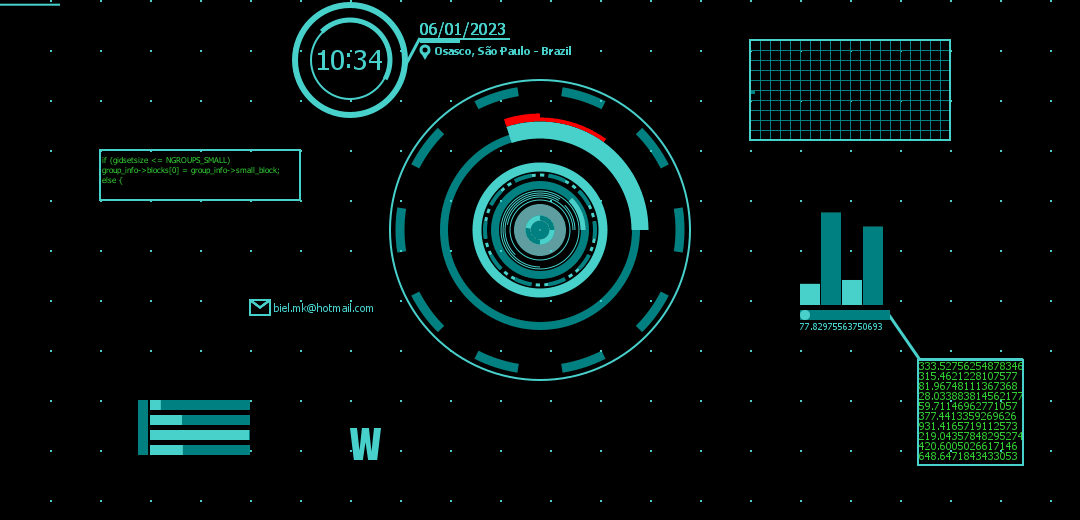 06/01/2023
10:34
Osasco, São Paulo - Brazil
if (gidsetsize <= NGROUPS_SMALL)
group_info->blocks[0] = group_info->small_block;
else {
biel.mk@hotmail.com
77.82975563750693
333.52756254878346
315.4621228107577
81.96748111367368
28.033883814562177
59.71146962771057
377.4413359269626
931.4165719112573
219.04357848295274
420.6005026617146
648.6471843433053
W